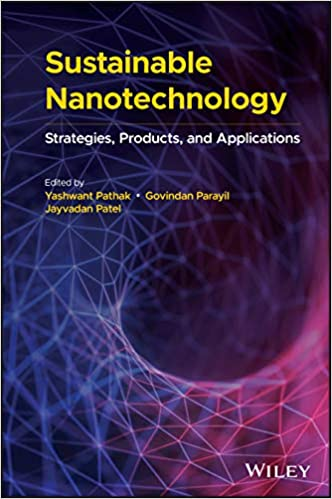 Sustainable
Nanotechnology
Strategies, Products, and Applications
Edited by
Yashwant Pathak • Govindan Parayil
Jayvadan Patel
WILEY